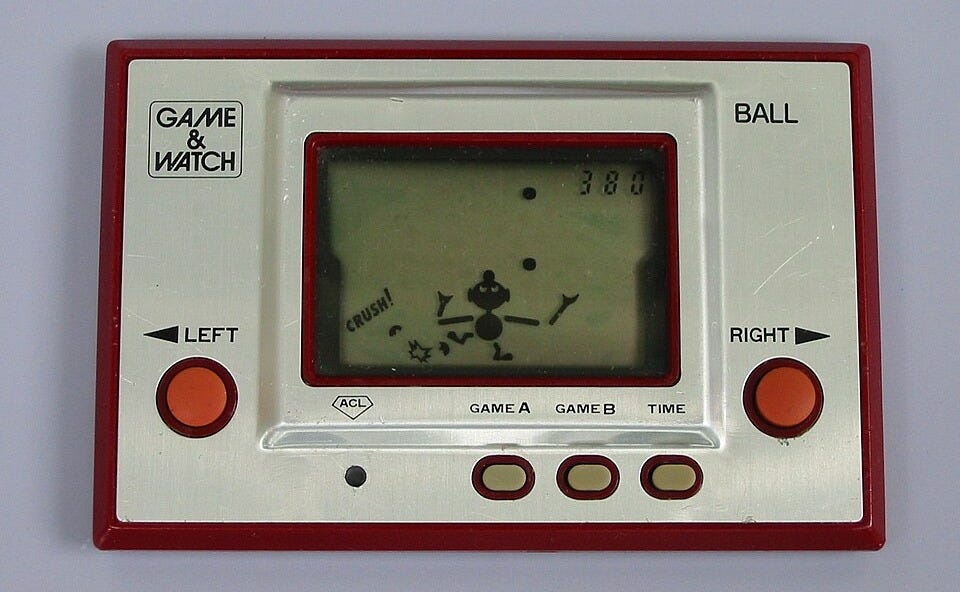 GAME
&
WATCH
BALL
380
CRUSH!
◀ LEFT
RIGHT ▶
ACL
GAME A
GAME B
TIME